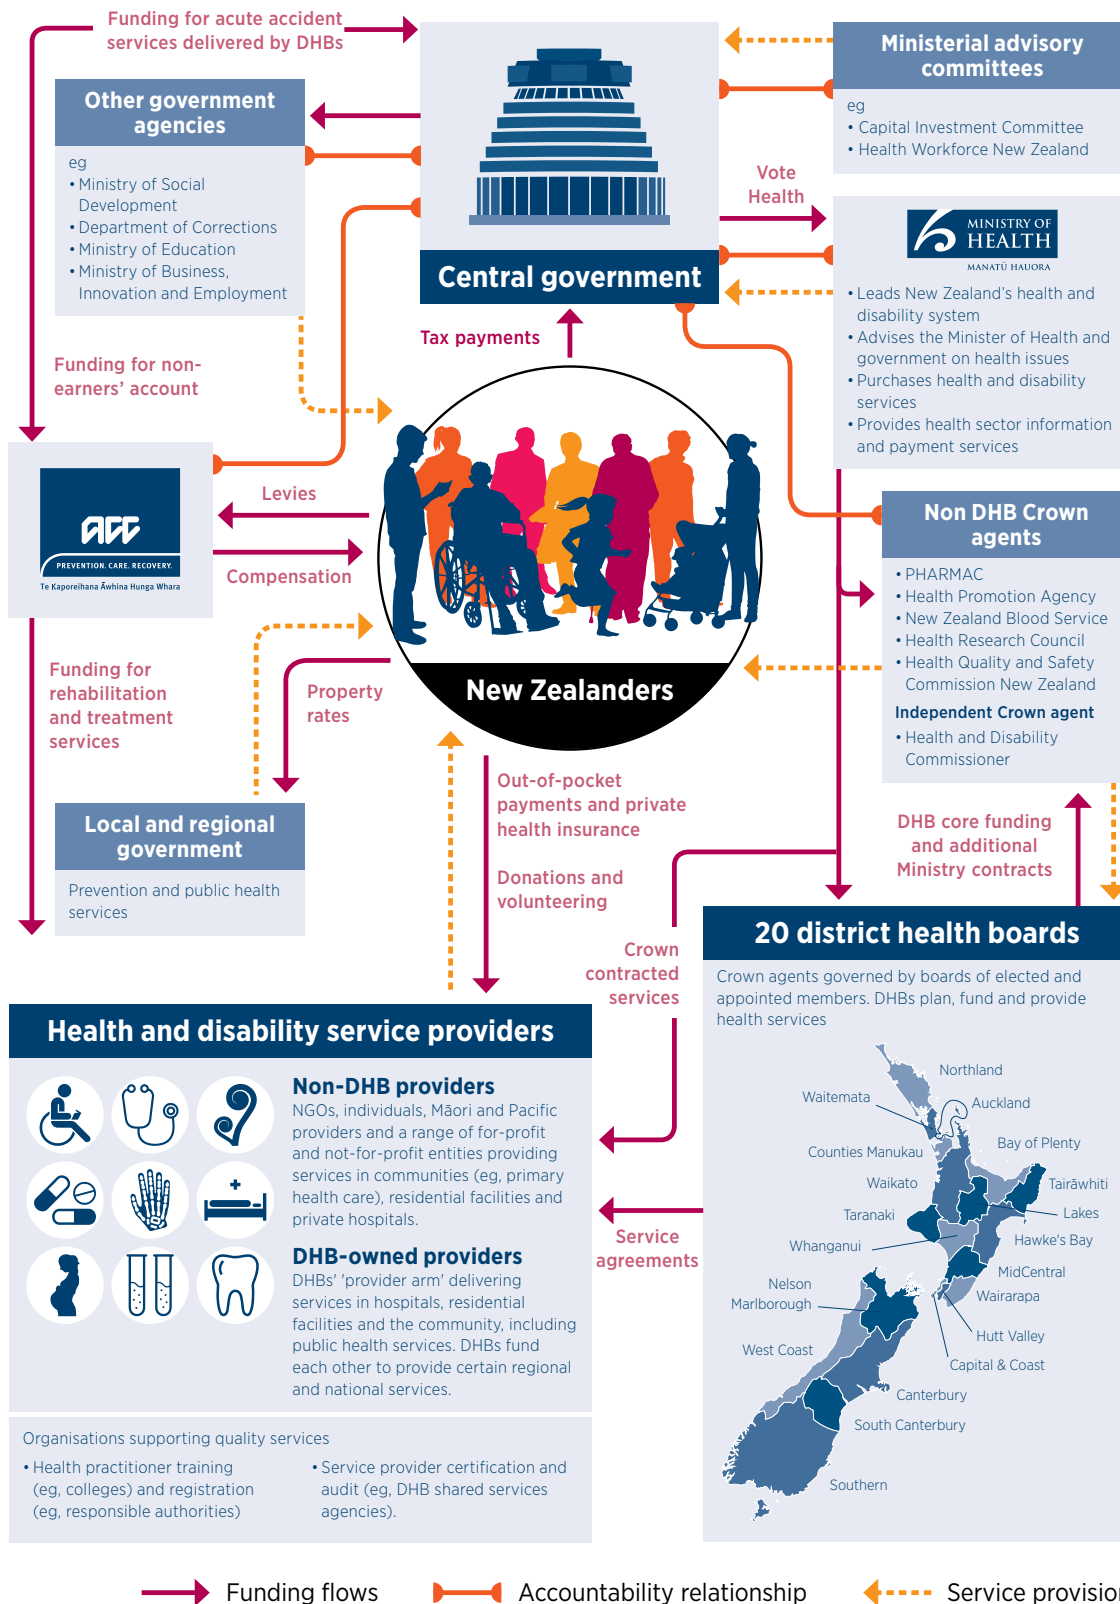 Funding for acute accident
services delivered by DHBs
Ministerial advisory
committees
eg
• Capital Investment Committee
• Health Workforce New Zealand
Other government
agencies
eg
• Ministry of Social
Development
• Department of Corrections
• Ministry of Education
• Ministry of Business,
Innovation and Employment
Vote
Health
Central government
MINISTRY OF
HEALTH
MANATŪ HAUORA
• Leads New Zealand's health and
disability system
• Advises the Minister of Health and
government on health issues
• Purchases health and disability
services
• Provides health sector information
and payment services
Tax payments
Funding for non-
earners' account
acc
PREVENTION. CARE. RECOVERY.
Te Kaporeihana Āwhina Hunga Whara
Levies
Compensation
Non DHB Crown
agents
• PHARMAC
• Health Promotion Agency
• New Zealand Blood Service
• Health Research Council
• Health Quality and Safety
Commission New Zealand
Independent Crown agent
• Health and Disability
Commissioner
Funding for
rehabilitation
and treatment
services
Property
rates
New Zealanders
Out-of-pocket
payments and private
health insurance
Donations and
volunteering
Local and regional
government
Prevention and public health
services
DHB core funding
and additional
Ministry contracts
Crown
contracted
services
20 district health boards
Crown agents governed by boards of elected and
appointed members. DHBs plan, fund and provide
health services
Northland
Waitemata
Auckland
Counties Manukau
Bay of Plenty
Waikato
Tairāwhiti
Taranaki
Lakes
Whanganui
Hawke's Bay
MidCentral
Nelson
Marlborough
Wairarapa
Hutt Valley
West Coast
Capital & Coast
Canterbury
South Canterbury
Southern
Health and disability service providers
Non-DHB providers
NGOs, individuals, Māori and Pacific
providers and a range of for-profit
and not-for-profit entities providing
services in communities (eg, primary
health care), residential facilities and
private hospitals.
DHB-owned providers
DHBs' 'provider arm' delivering
services in hospitals, residential
facilities and the community, including
public health services. DHBs fund
each other to provide certain regional
and national services.
Service
agreements
Organisations supporting quality services
• Health practitioner training
(eg, colleges) and registration
(eg, responsible authorities)
• Service provider certification and
audit (eg, DHB shared services
agencies).
Funding flows
Accountability relationship
Service provision